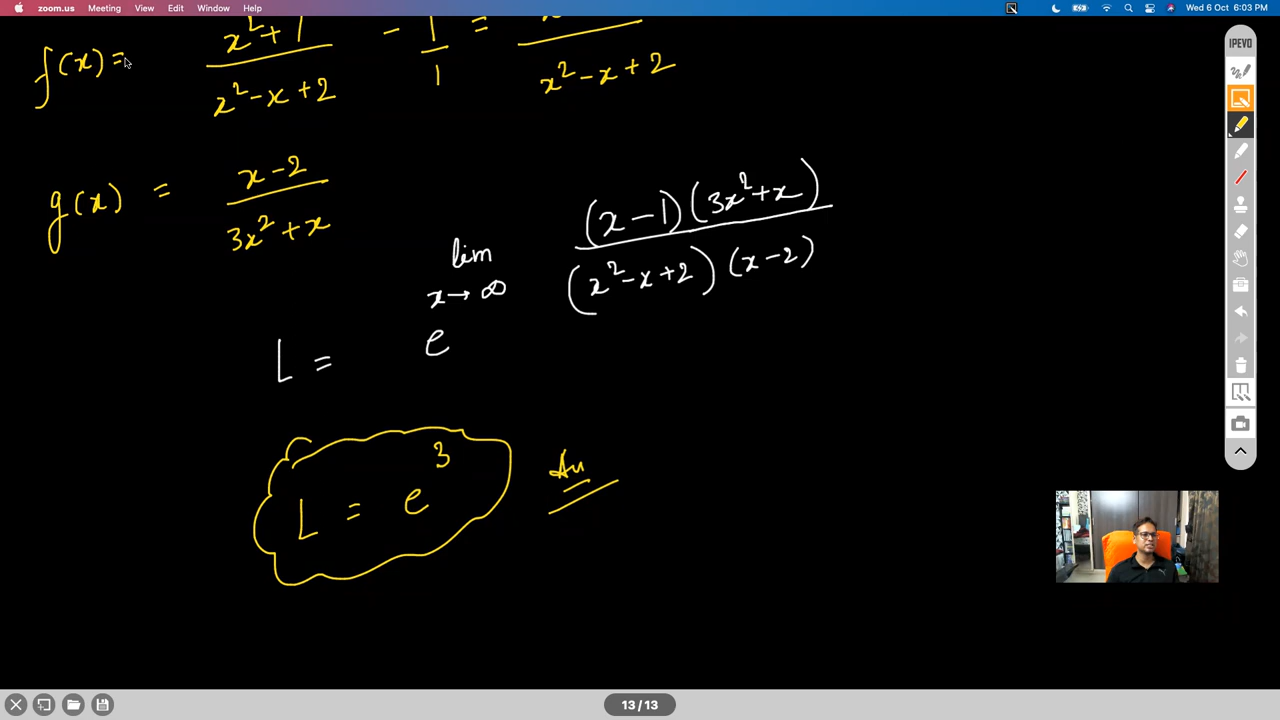 zoom.us Meeting View Edit Window Help Wed 6 Oct 6:03 PM
IPEVO
f(x) = x²+1 / x²-x+2 - 1/1 = / x²-x+2
g(x) = x-2 / 3x²+x
lim x→∞ (x-1)(3x²+x) / (x²-x+2)(x-2)
L = e
L = e³ Au
13/13